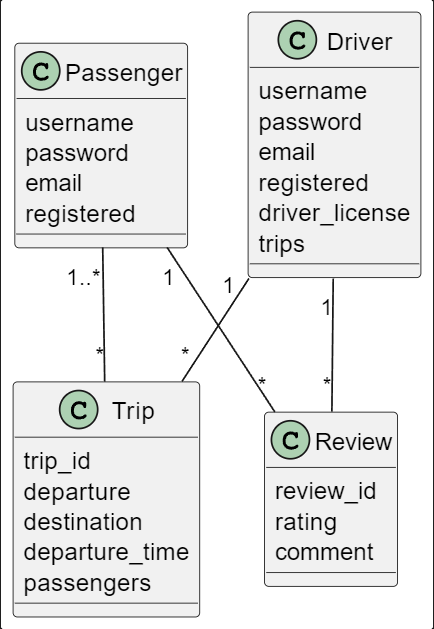 C Passenger
username
password
email
registered
C Driver
username
password
email
registered
driver_license
trips
1..*
1
1
1
*
*
*
*
C Trip
trip_id
departure
destination
departure_time
passengers
C Review
review_id
rating
comment